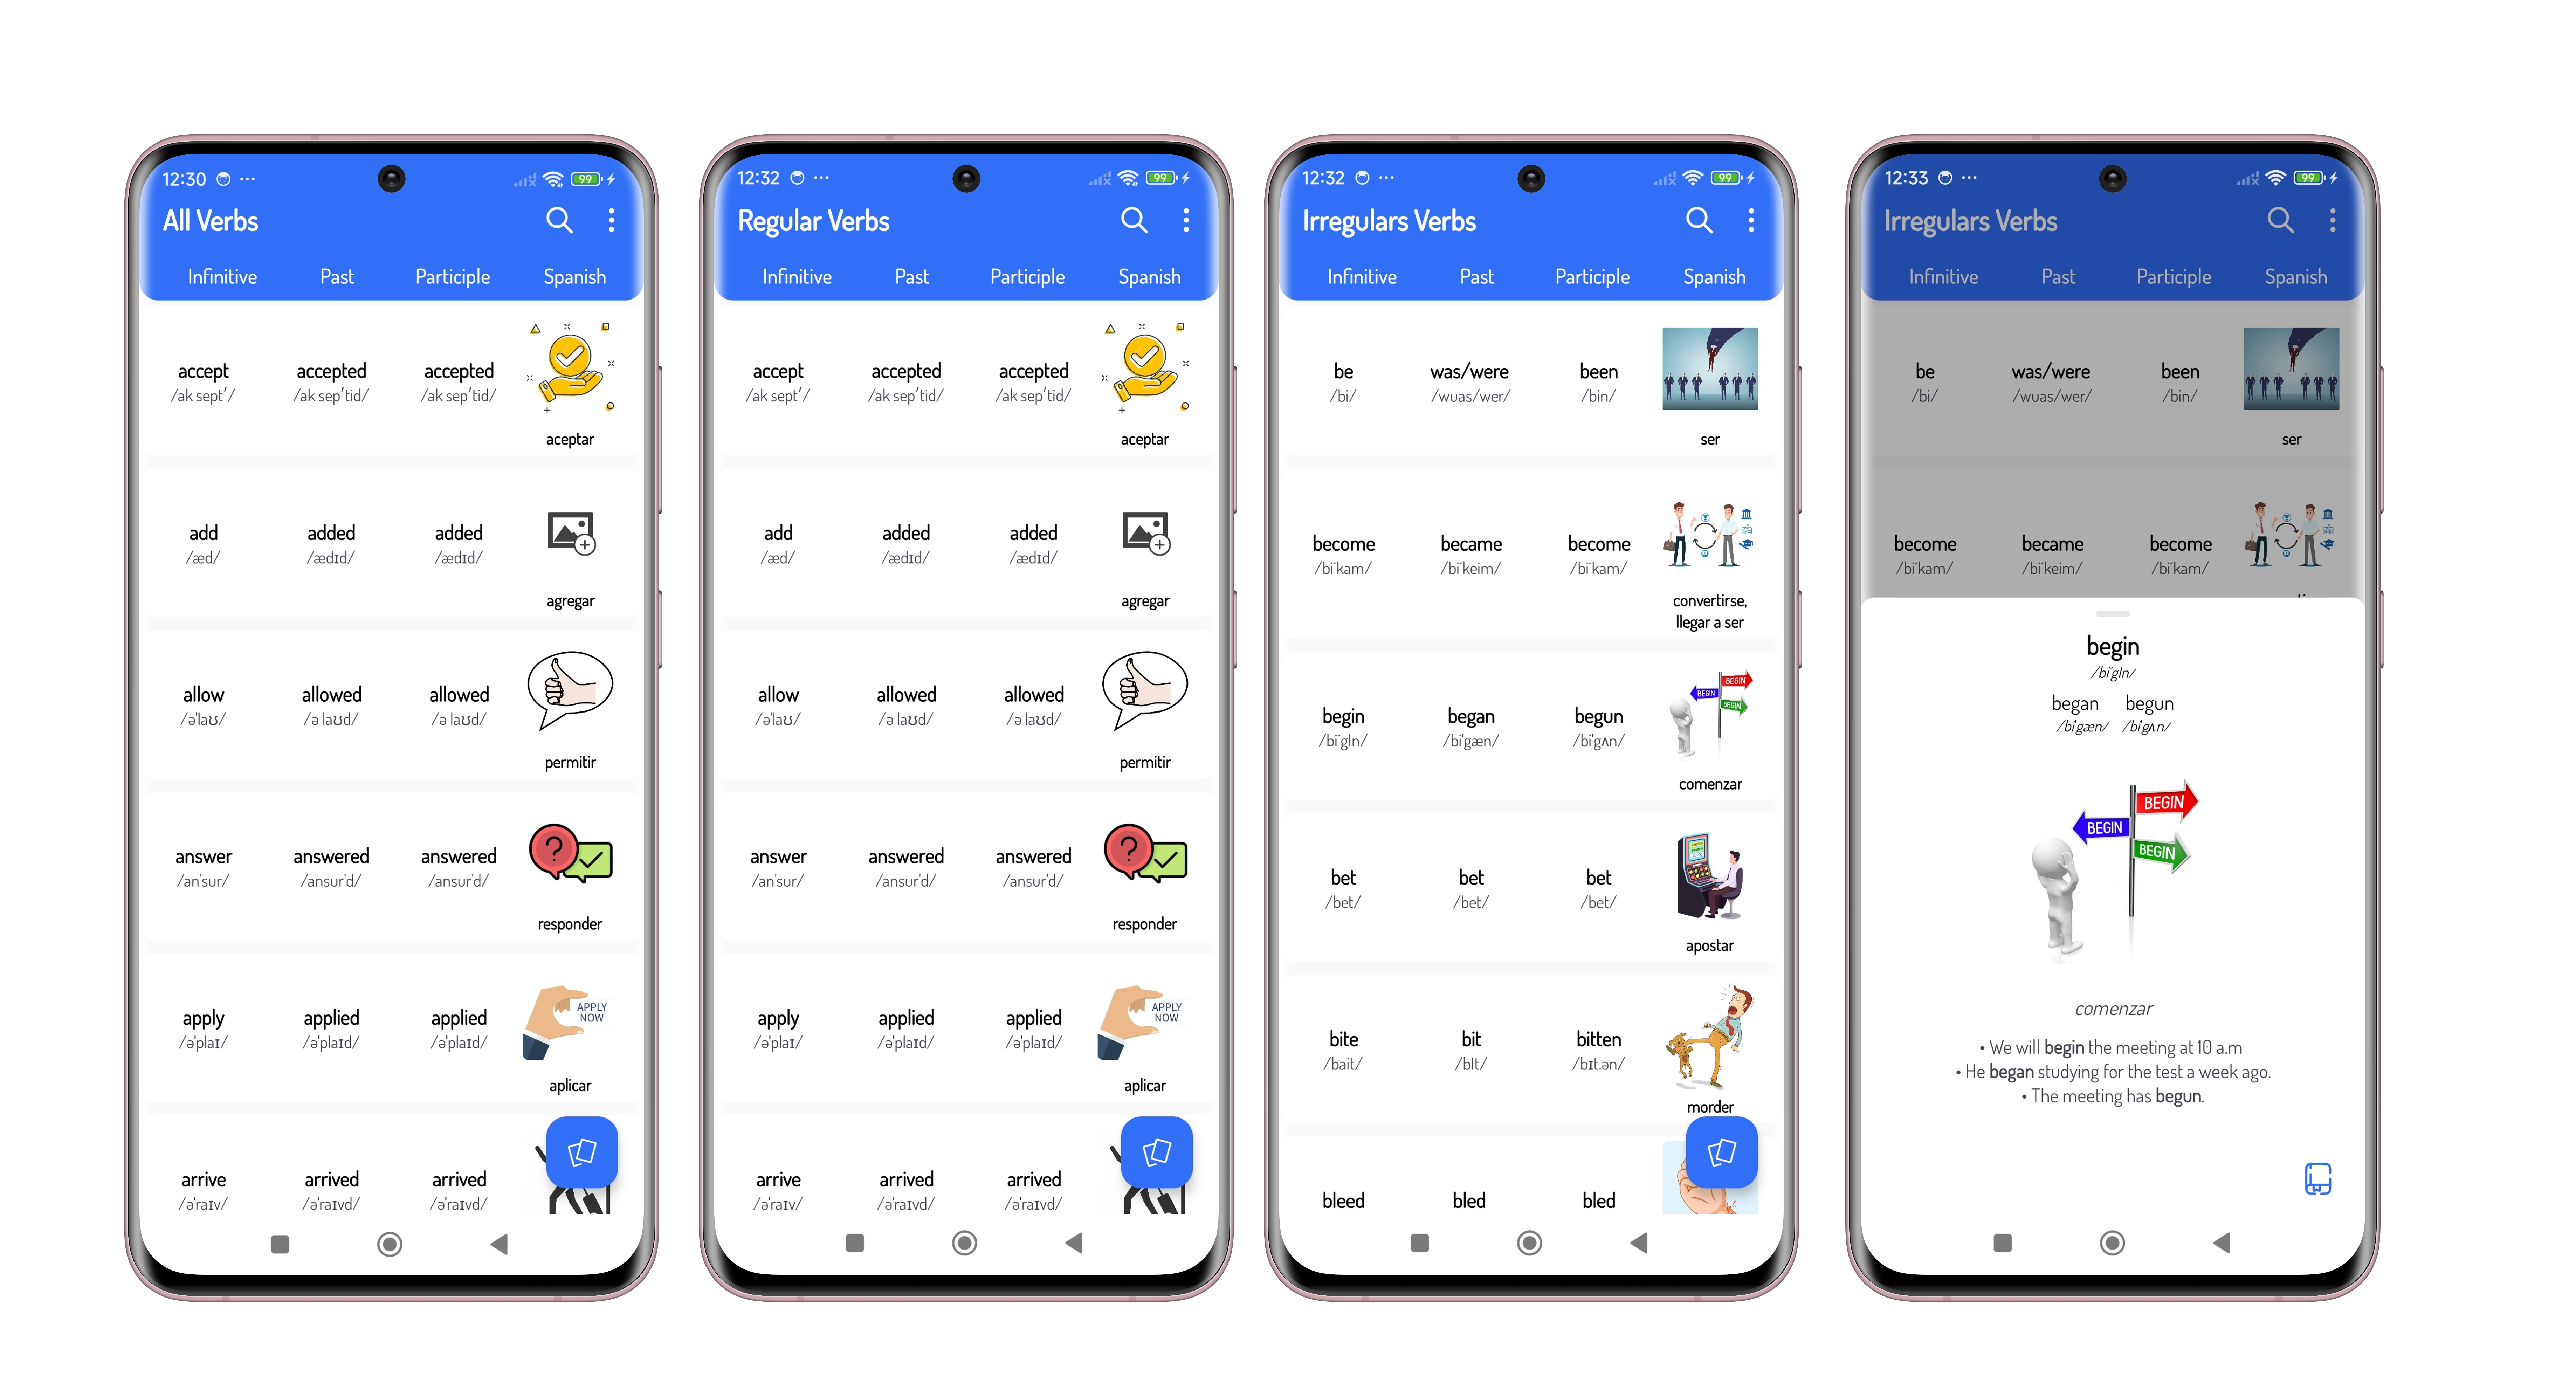 12:30
99
All Verbs
Infinitive Past Participle Spanish
accept accepted accepted
/ak sept′/ /ak sep′tid/ /ak sep′tid/
aceptar
add added added
/æd/ /ædɪd/ /ædɪd/
agregar
allow allowed allowed
/ə'laʊ/ /ə laʊd/ /ə laʊd/
permitir
answer answered answered
/an'sur/ /ansur'd/ /ansur'd/
responder
APPLY
NOW
apply applied applied
/ə'plaɪ/ /ə'plaɪd/ /ə'plaɪd/
aplicar
arrive arrived arrived
/ə'raɪv/ /ə'raɪvd/ /ə'raɪvd/
12:32
99
Regular Verbs
Infinitive Past Participle Spanish
accept accepted accepted
/ak sept′/ /ak sep′tid/ /ak sep′tid/
aceptar
add added added
/æd/ /ædɪd/ /ædɪd/
agregar
allow allowed allowed
/ə'laʊ/ /ə laʊd/ /ə laʊd/
permitir
answer answered answered
/an'sur/ /ansur'd/ /ansur'd/
responder
APPLY
NOW
apply applied applied
/ə'plaɪ/ /ə'plaɪd/ /ə'plaɪd/
aplicar
arrive arrived arrived
/ə'raɪv/ /ə'raɪvd/ /ə'raɪvd/
12:32
99
Irregulars Verbs
Infinitive Past Participle Spanish
be was/were been
/bi/ /wuas/wer/ /bin/
ser
become became become
/bi´kam/ /bi´keim/ /bi´kam/
convertirse,
llegar a ser
BEGIN
BEGIN
BEGIN
begin began begun
/bi´gIn/ /bi'gæn/ /bi'gʌn/
comenzar
bet bet bet
/bet/ /bet/ /bet/
apostar
bite bit bitten
/bait/ /bIt/ /bɪt.ən/
morder
bleed bled bled
12:33
99
Irregulars Verbs
Infinitive Past Participle Spanish
be was/were been
/bi/ /wuas/wer/ /bin/
ser
become became become
/bi´kam/ /bi´keim/ /bi´kam/
begin
/bi´gIn/
began begun
/bi'gæn/ /bi'gʌn/
BEGIN
BEGIN
BEGIN
comenzar
• We will begin the meeting at 10 a.m
• He began studying for the test a week ago.
• The meeting has begun.